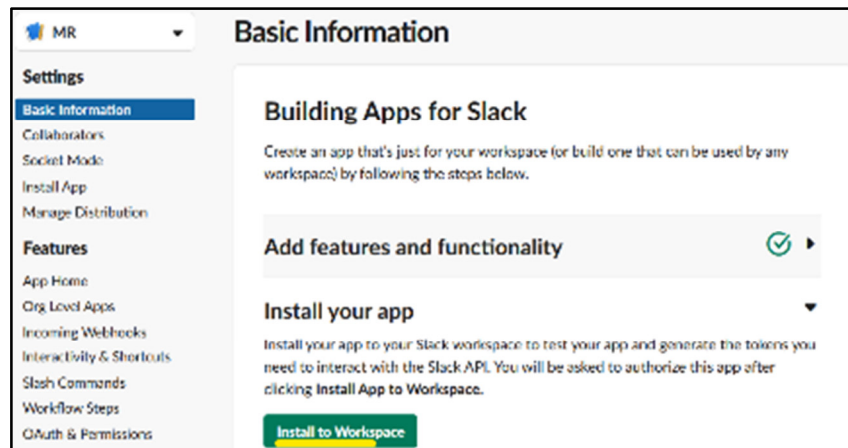 MR
Settings
Basic Information
Collaborators
Socket Mode
Install App
Manage Distribution
Features
App Home
Org Level Apps
Incoming Webhooks
Interactivity & Shortcuts
Slash Commands
Workflow Steps
OAuth & Permissions
Basic Information
Building Apps for Slack
Create an app that's just for your workspace (or build one that can be used by any
workspace) by following the steps below.
Add features and functionality
Install your app
Install your app to your Slack workspace to test your app and generate the tokens you
need to interact with the Slack API. You will be asked to authorize this app after
clicking Install App to Workspace.
Install to Workspace